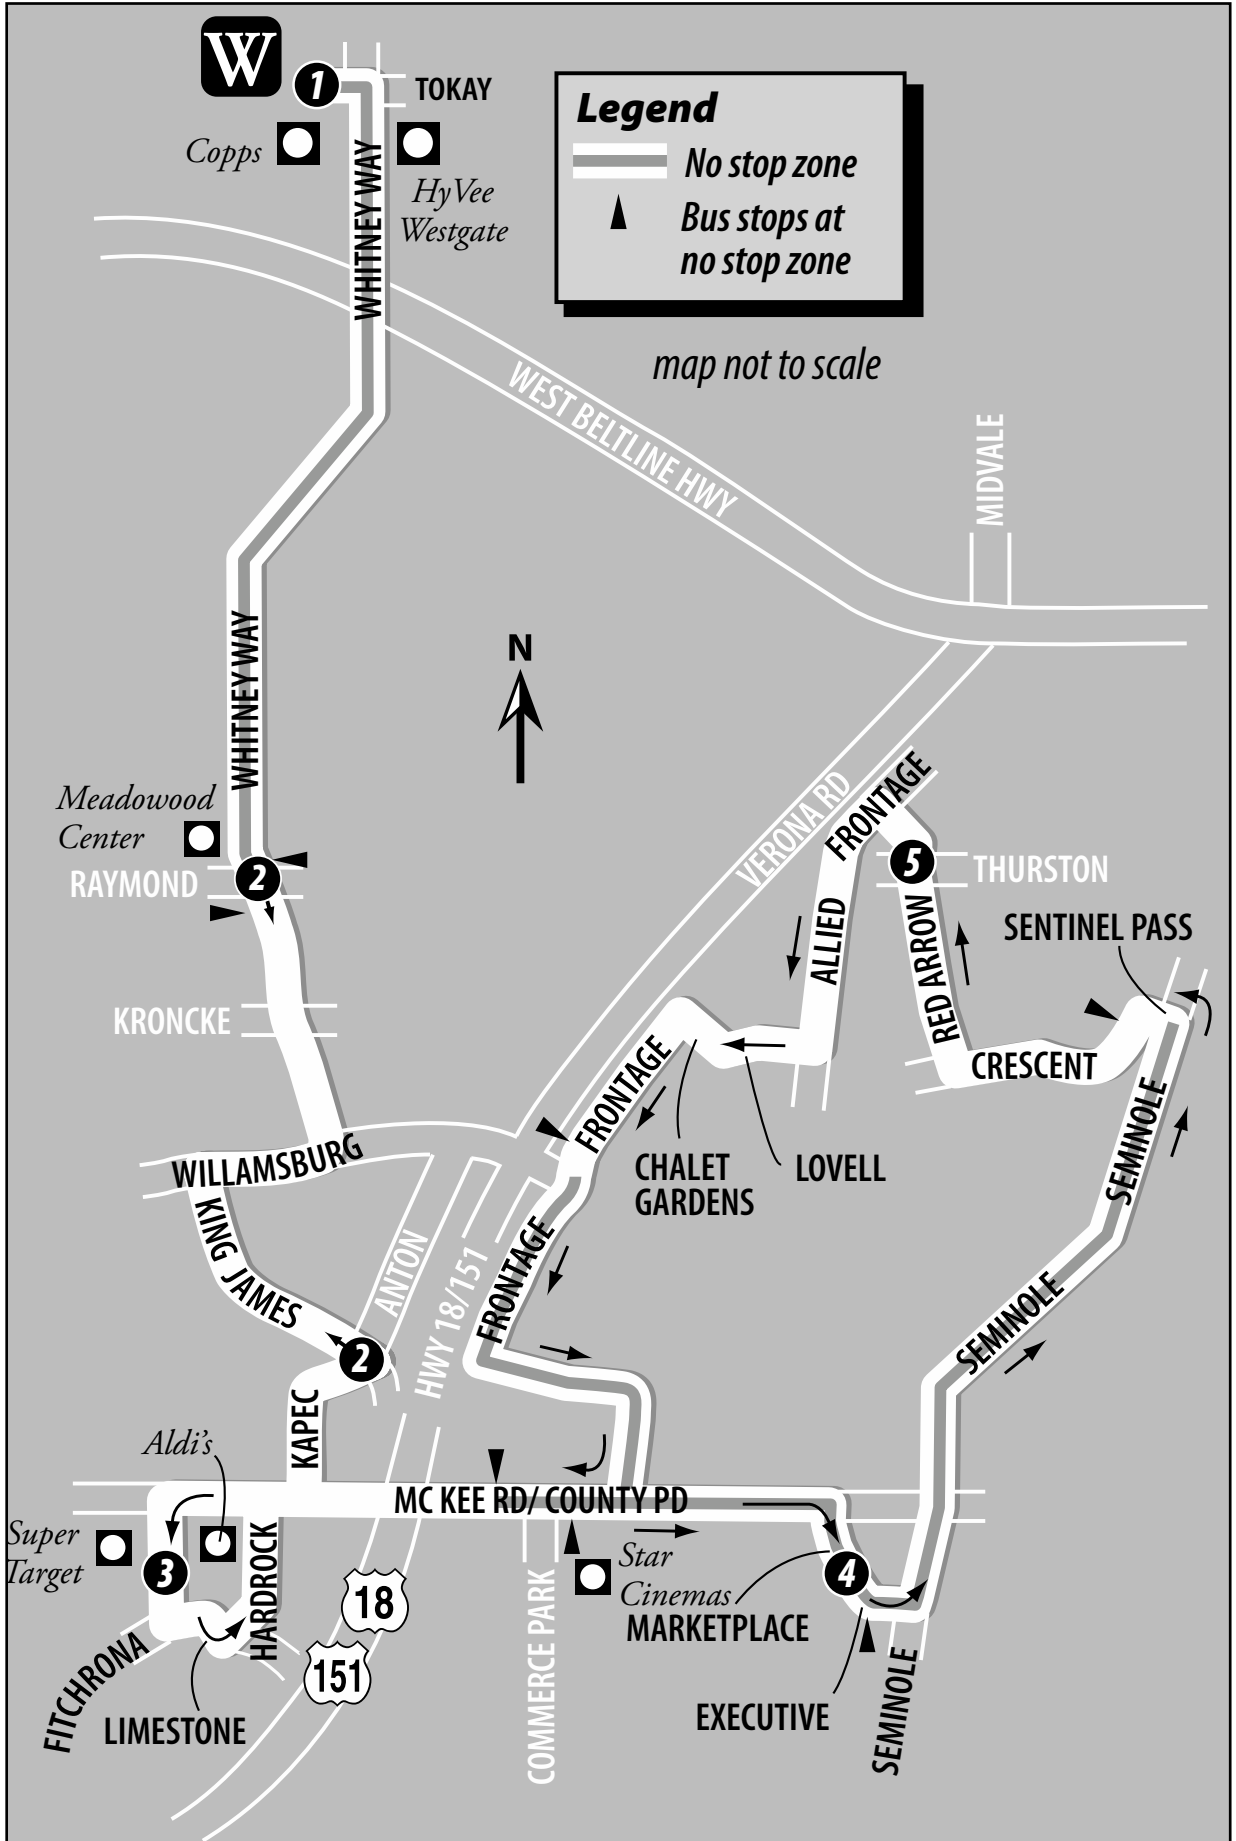 W
1
TOKAY
Copps
HyVee
Westgate
WHITNEY WAY
Legend
No stop zone
Bus stops at
no stop zone
map not to scale
WEST BELTLINE HWY
MIDVALE
WHITNEY WAY
N
Meadowood
Center
RAYMOND
2
VERONA RD
FRONTAGE
5
THURSTON
ALLIED
RED ARROW
SENTINEL PASS
KRONCKE
FRONTAGE
CRESCENT
SEMINOLE
WILLAMSBURG
CHALET
GARDENS
LOVELL
KING JAMES
ANTON
HWY 18/151
FRONTAGE
SEMINOLE
2
KAPEC
Aldi's
MC KEE RD/ COUNTY PD
Super
Target
3
HARDROCK
Star
Cinemas
4
MARKETPLACE
18
151
COMMERCE PARK
FITCHRONA
LIMESTONE
EXECUTIVE
SEMINOLE